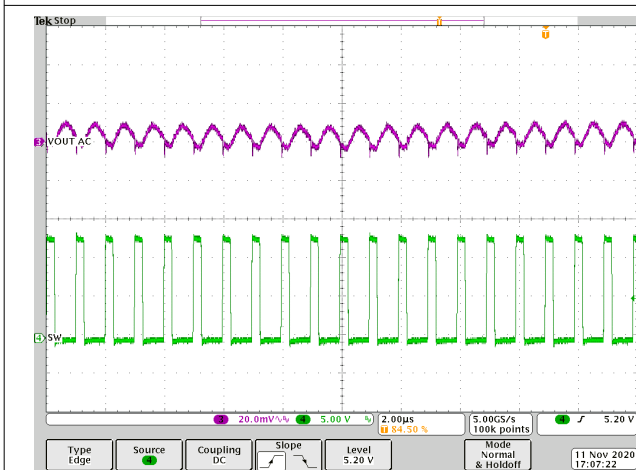 Tek Stop
T
T
3 VOUT AC
4 SW
3 20.0mV 4 5.00 V
2.00µs
T 84.50 %
5.00GS/s
100k points
4 5.20 V
Type
Edge
Source
4
Coupling
DC
Slope
Level
5.20 V
Mode
Normal
& Holdoff
11 Nov 2020
17:07:22